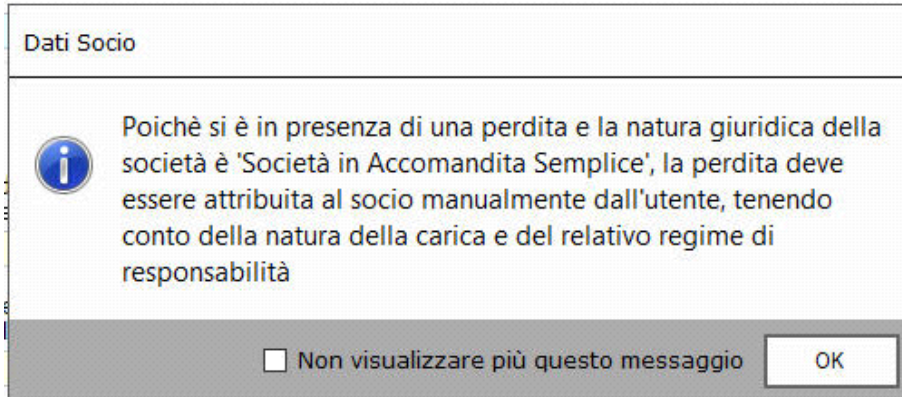 Dati Socio
Poichè si è in presenza di una perdita e la natura giuridica della
società è 'Società in Accomandita Semplice', la perdita deve
essere attribuita al socio manualmente dall'utente, tenendo
conto della natura della carica e del relativo regime di
responsabilità
Non visualizzare più questo messaggio
OK